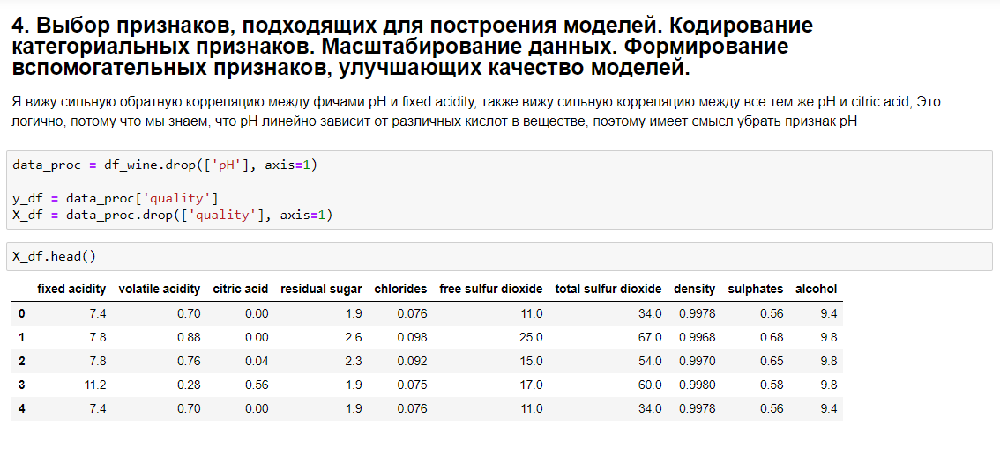 4. Выбор признаков, подходящих для построения моделей. Кодирование
категориальных признаков. Масштабирование данных. Формирование
вспомогательных признаков, улучшающих качество моделей.
Я вижу сильную обратную корреляцию между фичами pH и fixed acidity, также вижу сильную корреляцию между все тем же pH и citric acid; Это
логично, потому что мы знаем, что pH линейно зависит от различных кислот в веществе, поэтому имеет смысл убрать признак pH
data_proc = df_wine.drop(['pH'], axis=1)
y_df = data_proc['quality']
X_df = data_proc.drop(['quality'], axis=1)
X_df.head()
fixed acidity volatile acidity citric acid residual sugar chlorides free sulfur dioxide total sulfur dioxide density sulphates alcohol
0 7.4 0.70 0.00 1.9 0.076 11.0 34.0 0.9978 0.56 9.4
1 7.8 0.88 0.00 2.6 0.098 25.0 67.0 0.9968 0.68 9.8
2 7.8 0.76 0.04 2.3 0.092 15.0 54.0 0.9970 0.65 9.8
3 11.2 0.28 0.56 1.9 0.075 17.0 60.0 0.9980 0.58 9.8
4 7.4 0.70 0.00 1.9 0.076 11.0 34.0 0.9978 0.56 9.4